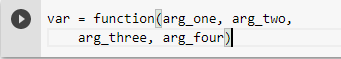 var = function(arg_one, arg_two,
    arg_three, arg_four)